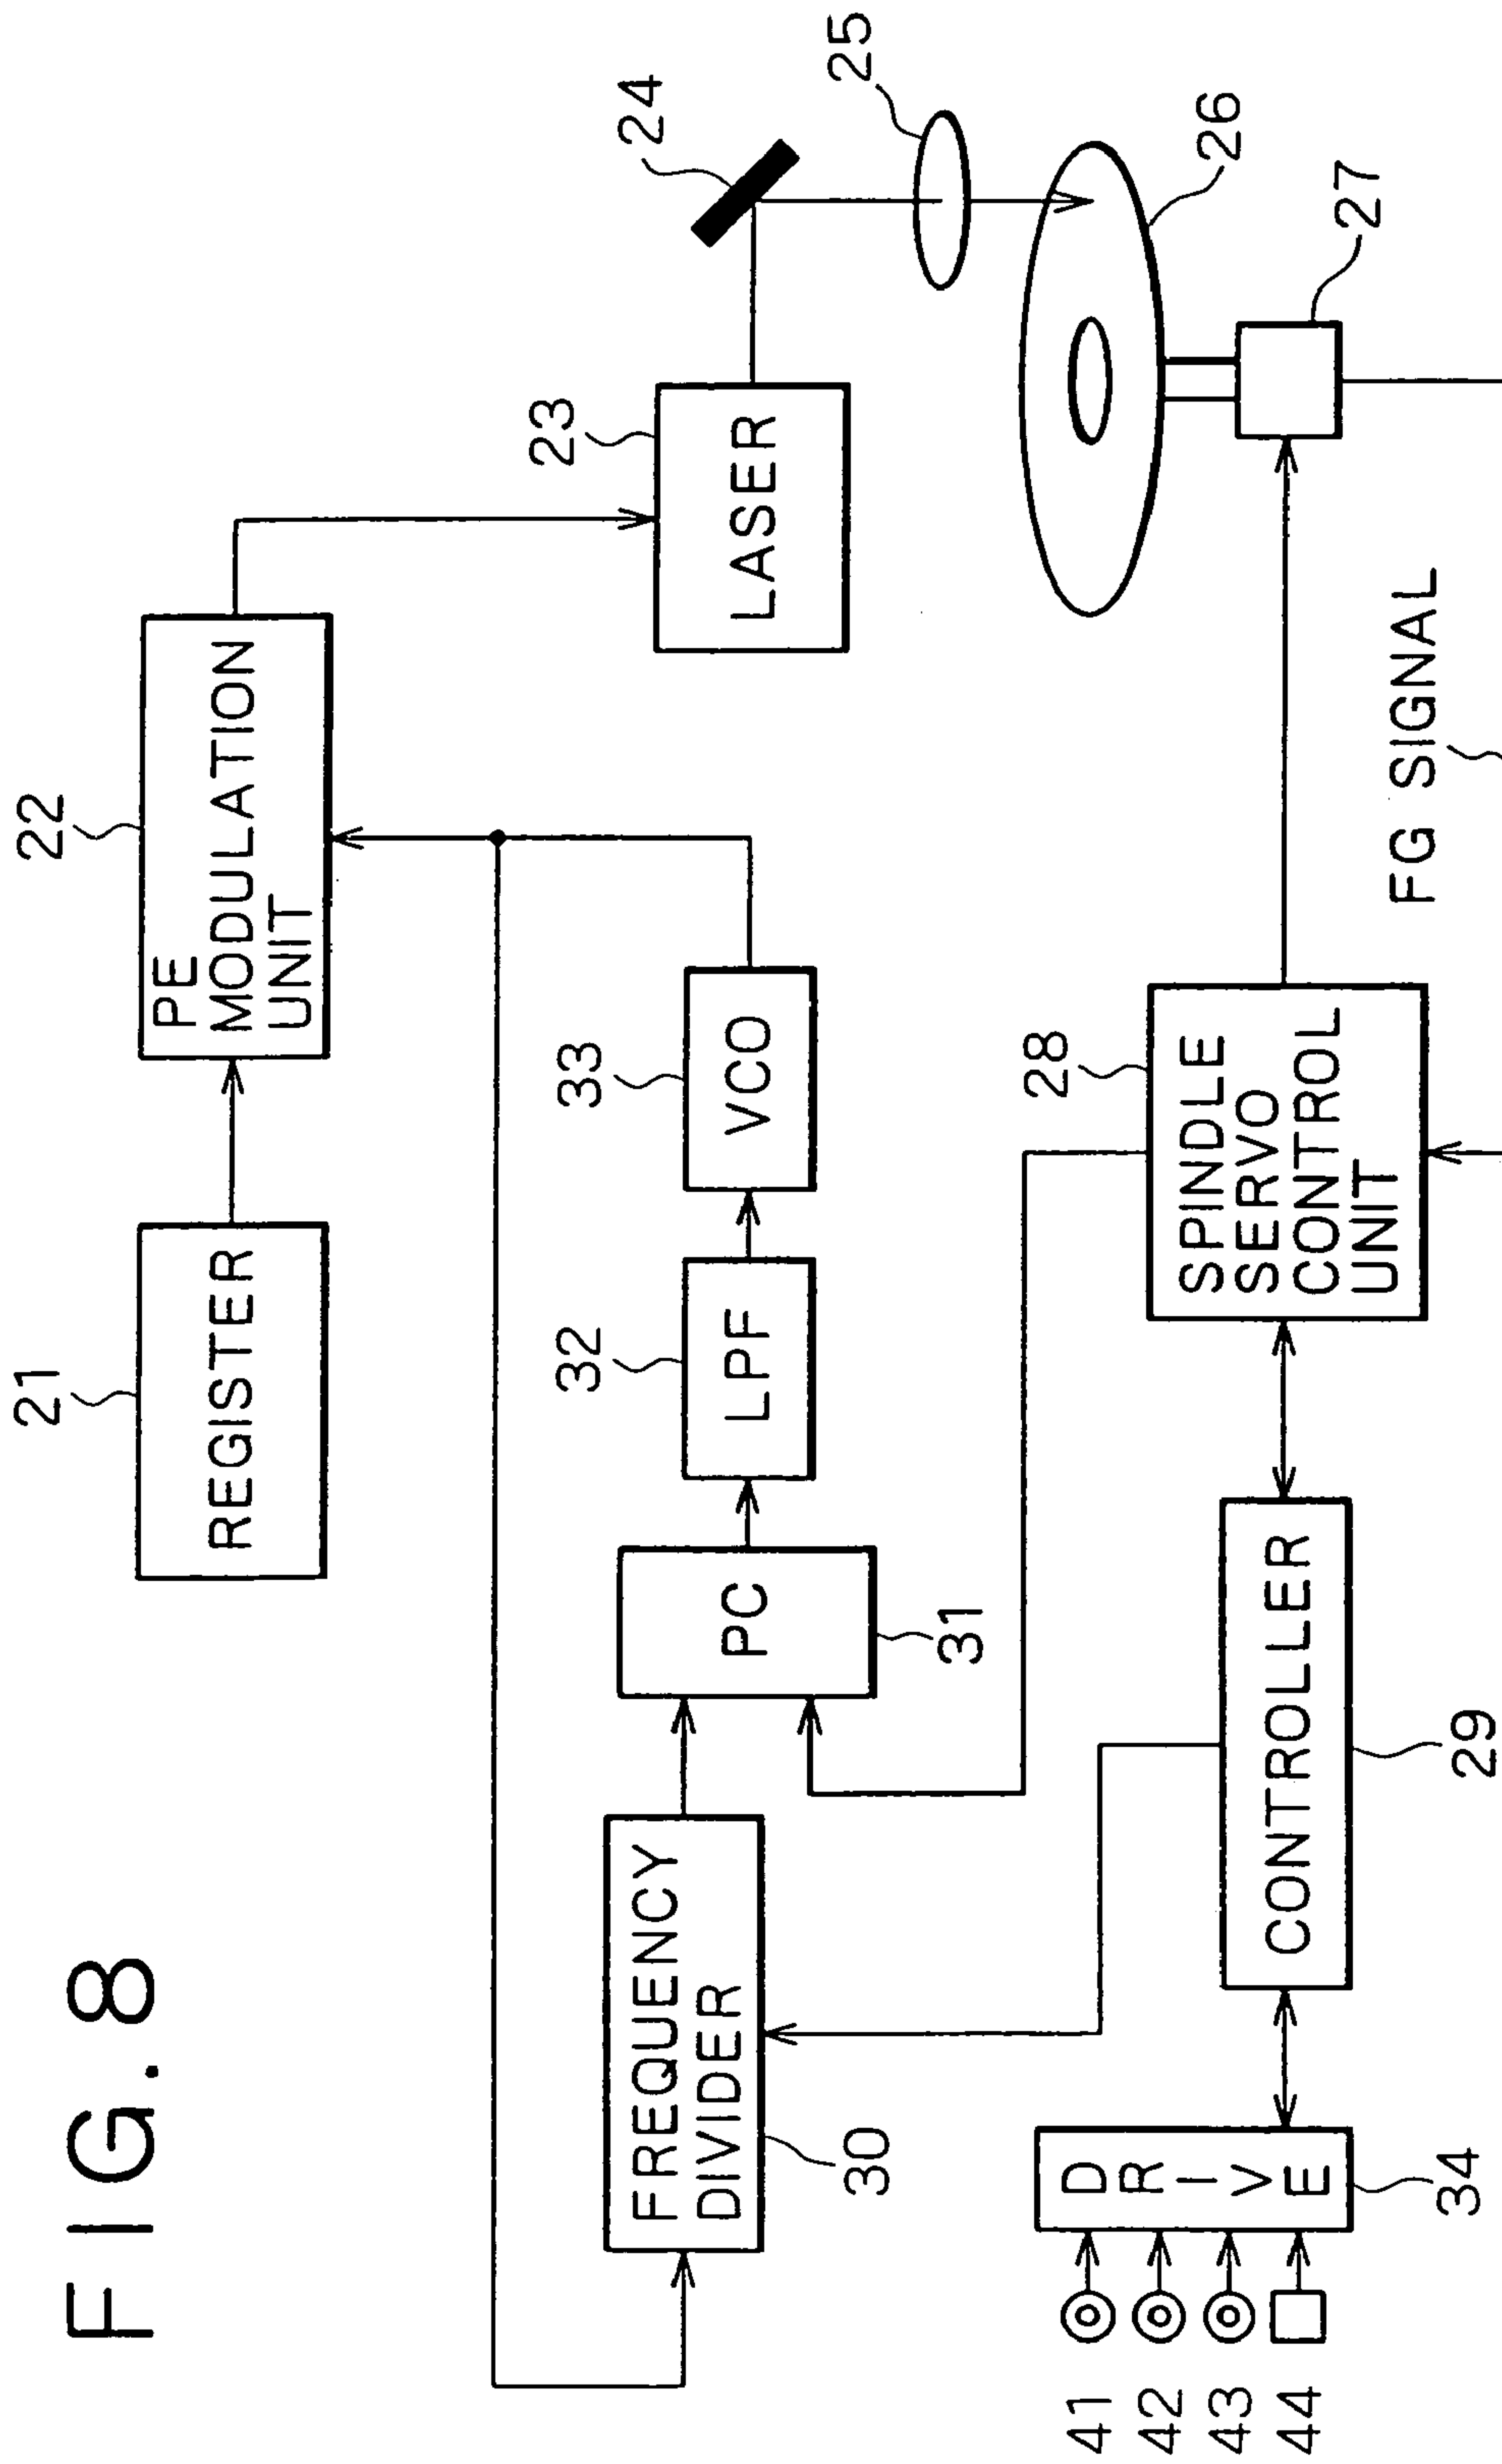 FIG. 8
21
REGISTER
22
PE
MODULATION
UNIT
23
LASER
24
25
26
27
FREQUENCY
DIVIDER
30
PC
31
32
LPF
33
VCO
28
SPINDLE
SERVO
CONTROL
UNIT
FG SIGNAL
CONTROLLER
29
DRIVE
34
41
42
43
44